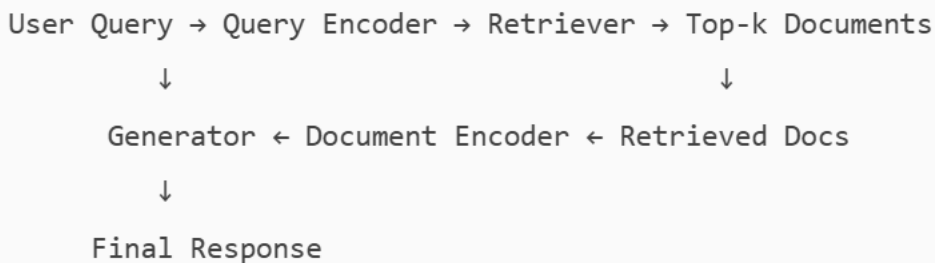 User Query → Query Encoder → Retriever → Top-k Documents
↓ ↓
Generator ← Document Encoder ← Retrieved Docs
↓
Final Response